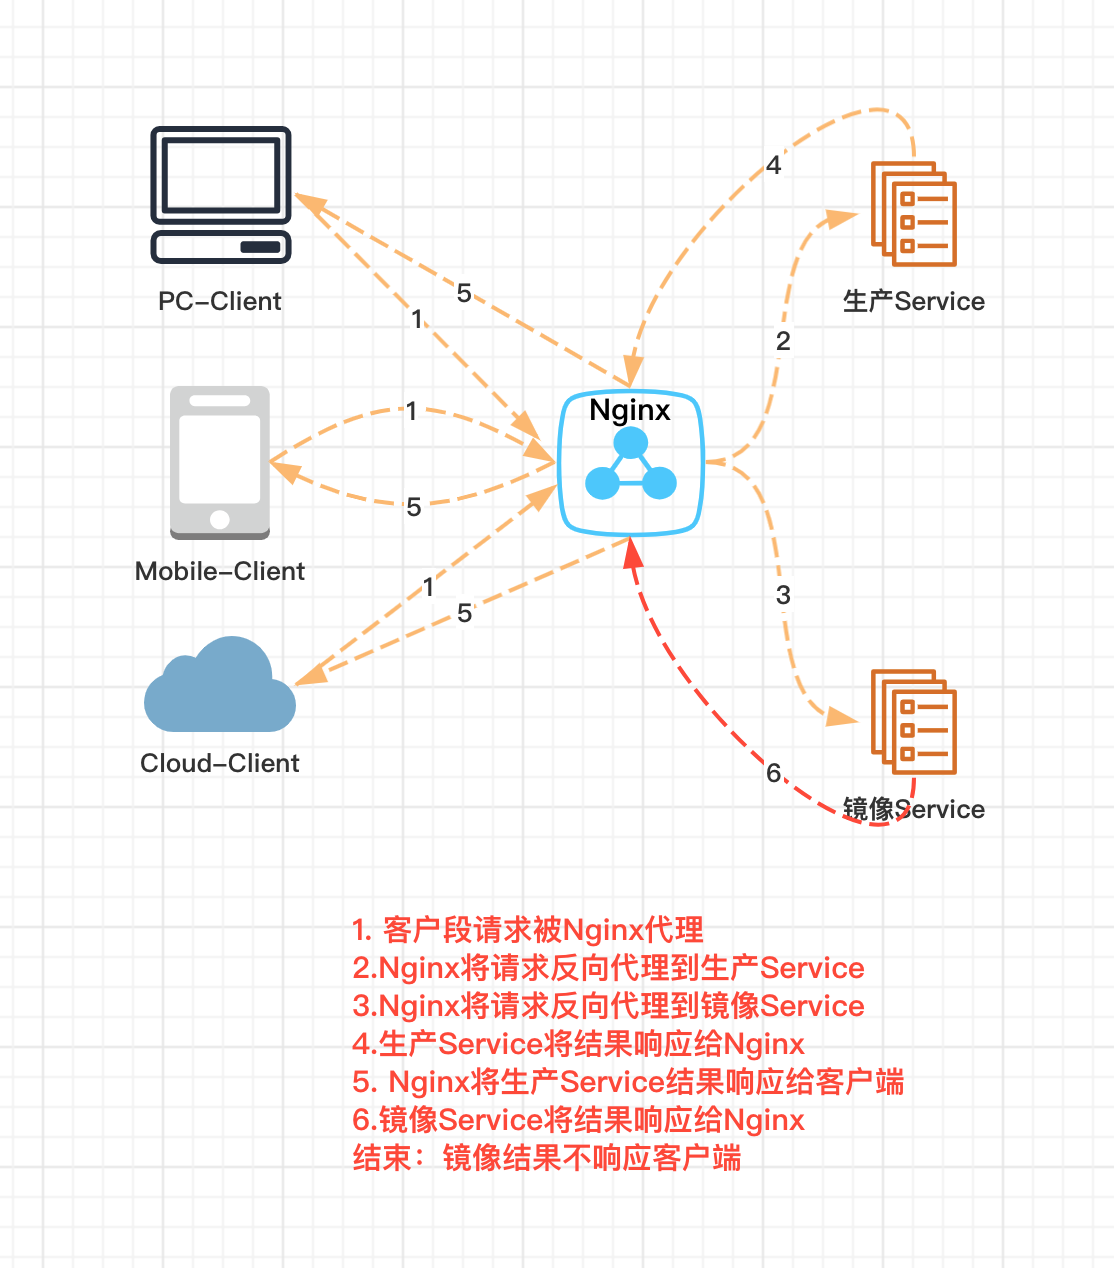 4
生产Service
PC-Client
5
1
2
Nginx
1
5
Mobile-Client
1
5
3
Cloud-Client
6
镜像Service
1. 客户段请求被Nginx代理
2.Nginx将请求反向代理到生产Service
3.Nginx将请求反向代理到镜像Service
4.生产Service将结果响应给Nginx
5. Nginx将生产Service结果响应给客户端
6.镜像Service将结果响应给Nginx
结束：镜像结果不响应客户端